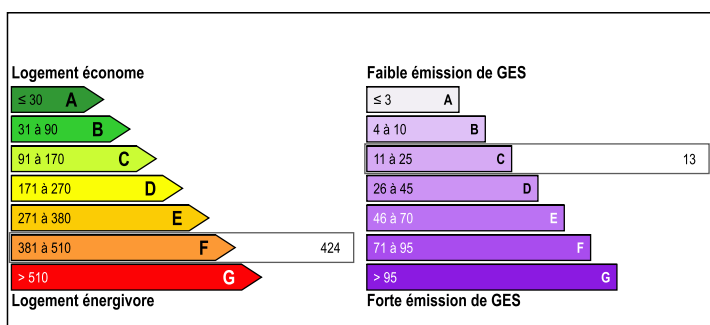 Logement économe
≤ 30 A
31 à 90 B
91 à 170 C
171 à 270 D
271 à 380 E
381 à 510 F 424
> 510 G
Logement énergivore
Faible émission de GES
≤ 3 A
4 à 10 B
11 à 25 C 13
26 à 45 D
46 à 70 E
71 à 95 F
> 95 G
Forte émission de GES